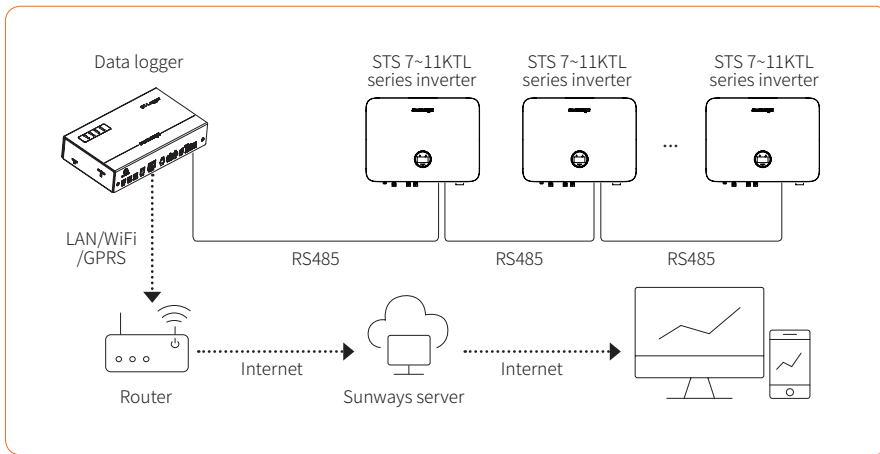 Data logger
STS 7~11KTL
series inverter
STS 7~11KTL
series inverter
STS 7~11KTL
series inverter
...
LAN/WiFi
/GPRS
RS485
RS485
RS485
Internet
Internet
Router
Sunways server